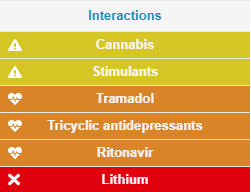 Interactions
Cannabis
Stimulants
Tramadol
Tricyclic antidepressants
Ritonavir
Lithium